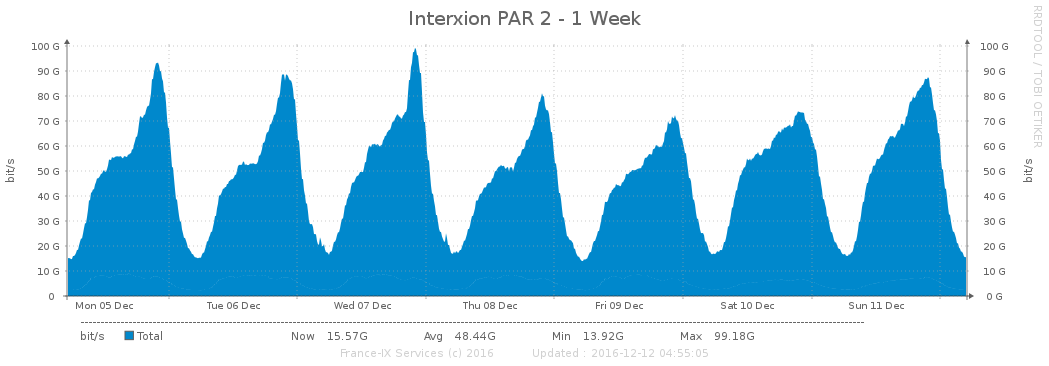 Interxion PAR 2 - 1 Week
RRDTOOL / TOBI OETIKER
100 G 100 G
90 G 90 G
80 G 80 G
70 G 70 G
60 G 60 G
50 G 50 G
40 G 40 G
30 G 30 G
20 G 20 G
10 G 10 G
0 0 G
bit/s bit/s
Mon 05 Dec Tue 06 Dec Wed 07 Dec Thu 08 Dec Fri 09 Dec Sat 10 Dec Sun 11 Dec
bit/s Total Now 15.57G Avg 48.44G Min 13.92G Max 99.18G
France-IX Services (c) 2016 Updated : 2016-12-12 04:55:05